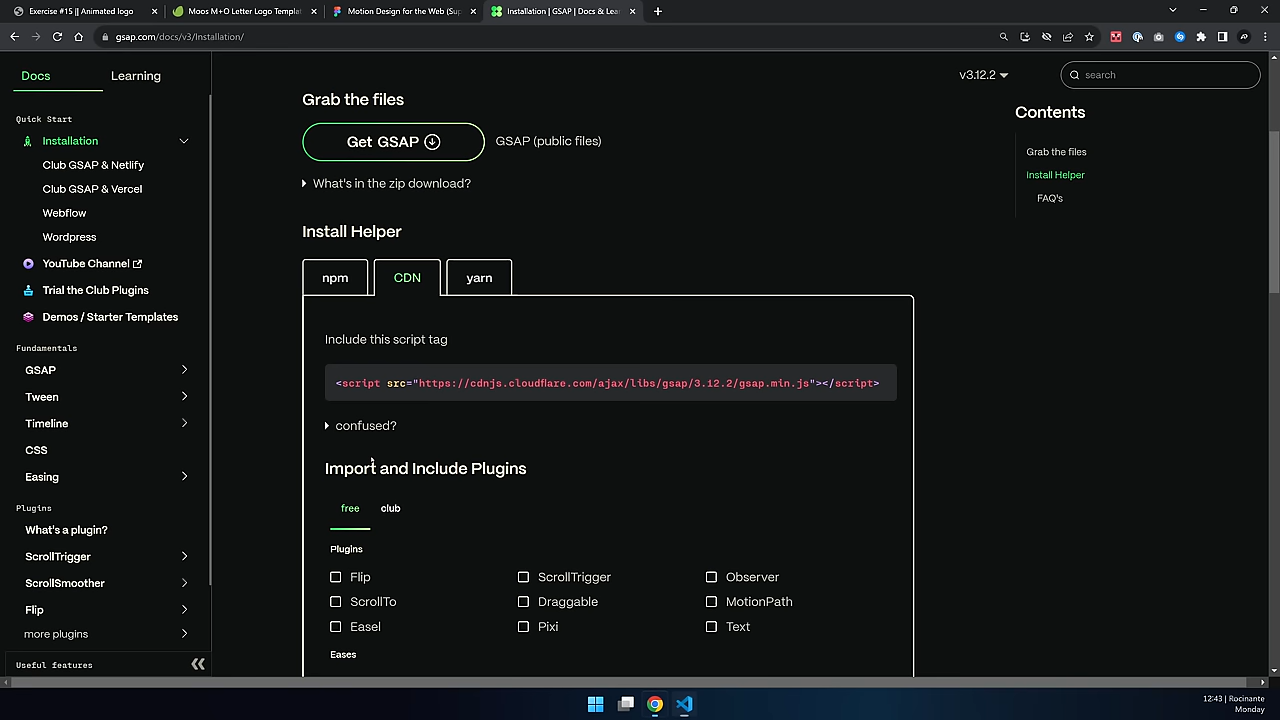 Exercise #15 || Animated logo
Moos M+O Letter Logo Templat
Motion Design for the Web (Sup
Installation | GSAP | Docs & Lea
gsap.com/docs/v3/Installation/
Docs
Learning
v3.12.2
search
Quick Start
Installation
Club GSAP & Netlify
Club GSAP & Vercel
Webflow
Wordpress
YouTube Channel
Trial the Club Plugins
Demos / Starter Templates
Fundamentals
GSAP
Tween
Timeline
CSS
Easing
Plugins
What's a plugin?
ScrollTrigger
ScrollSmoother
Flip
more plugins
Useful features
Grab the files
Get GSAP
GSAP (public files)
What's in the zip download?
Install Helper
npm
CDN
yarn
Include this script tag
<script src="https://cdnjs.cloudflare.com/ajax/libs/gsap/3.12.2/gsap.min.js"></script>
confused?
Import and Include Plugins
free
club
Plugins
Flip
ScrollTrigger
Observer
ScrollTo
Draggable
MotionPath
Easel
Pixi
Text
Eases
Contents
Grab the files
Install Helper
FAQ's
12:43 | Rocinante
Monday